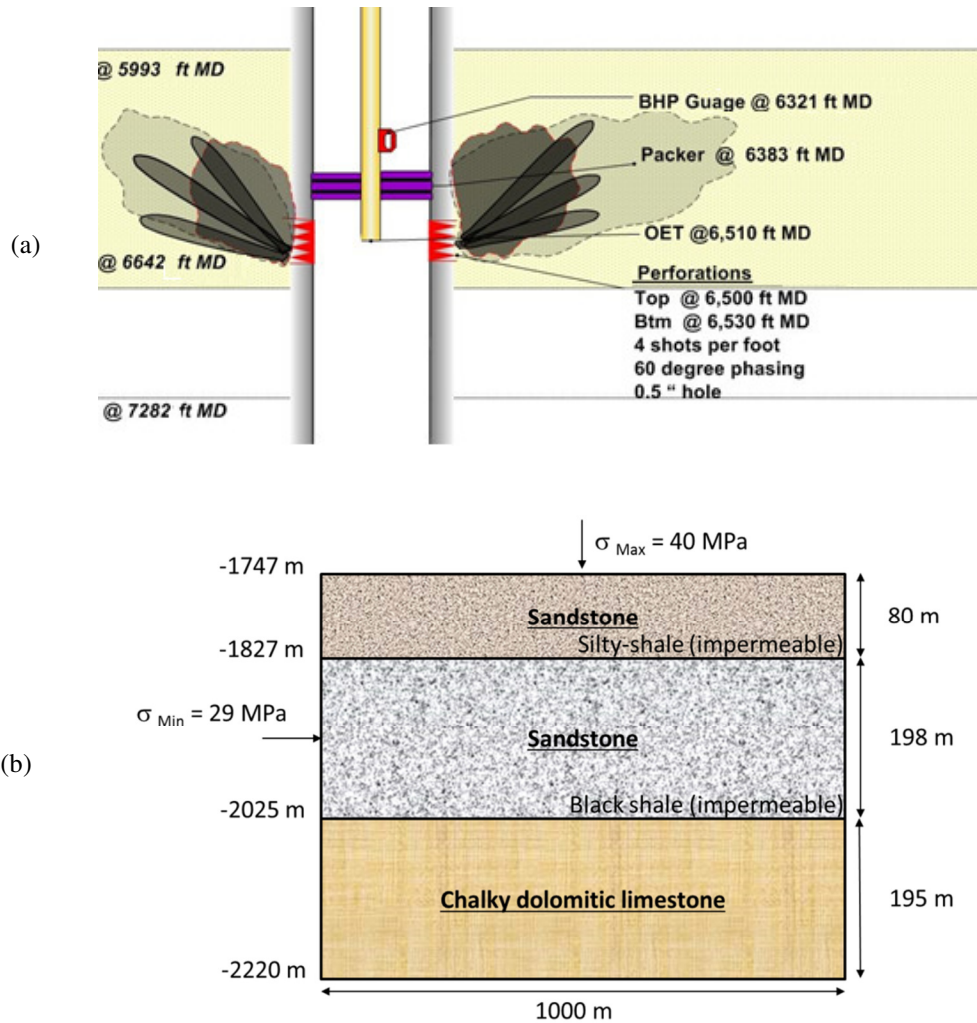 (a)
@ 5993 ft MD
BHP Guage @ 6321 ft MD
Packer @ 6383 ft MD
OET @6,510 ft MD
@ 6642 ft MD
Perforations
Top @ 6,500 ft MD
Btm @ 6,530 ft MD
4 shots per foot
60 degree phasing
0.5 “ hole
@ 7282 ft MD
(b)
σ Max = 40 MPa
-1747 m
Sandstone
80 m
Silty-shale (impermeable)
-1827 m
σ Min = 29 MPa
Sandstone
198 m
Black shale (impermeable)
-2025 m
Chalky dolomitic limestone
195 m
-2220 m
1000 m